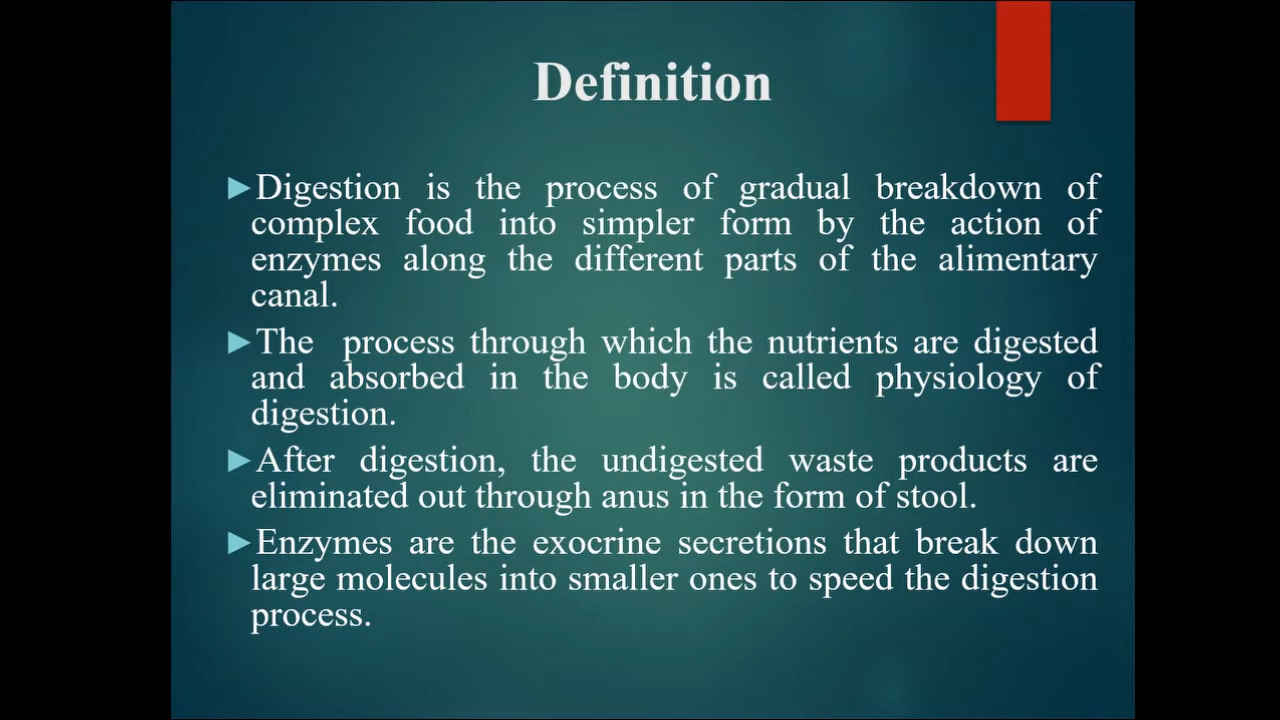 Definition
►Digestion is the process of gradual breakdown of
complex food into simpler form by the action of
enzymes along the different parts of the alimentary
canal.
►The process through which the nutrients are digested
and absorbed in the body is called physiology of
digestion.
►After digestion, the undigested waste products are
eliminated out through anus in the form of stool.
►Enzymes are the exocrine secretions that break down
large molecules into smaller ones to speed the digestion
process.